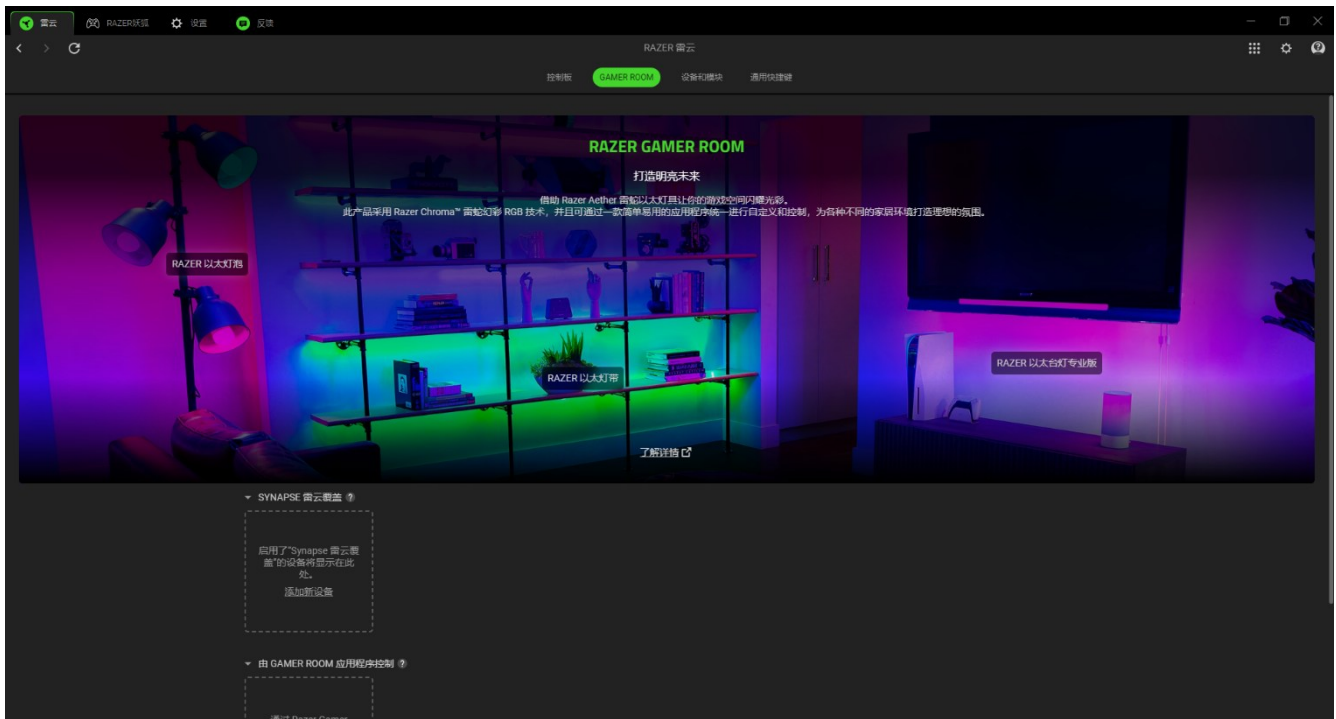 雷云
RAZER妖狐
设置
反馈
RAZER 雷云
控制板
GAMER ROOM
设备和模块
通用快捷键
RAZER GAMER ROOM
打造明亮未来
借助 Razer Aether 雷蛇以太灯具让你的游戏空间闪耀光彩。
此产品采用 Razer Chroma™ 雷蛇幻彩 RGB 技术，并且可通过一款简单易用的应用程序统一进行自定义和控制，为各种不同的家居环境打造理想的氛围。
RAZER 以太灯泡
RAZER 以太灯带
RAZER 以太台灯专业版
了解详情
SYNAPSE 雷云覆盖 ?
启用了"Synapse 雷云覆
盖"的设备将显示在此
处。
添加新设备
由 GAMER ROOM 应用程序控制 ?
通过 Razer Gamer